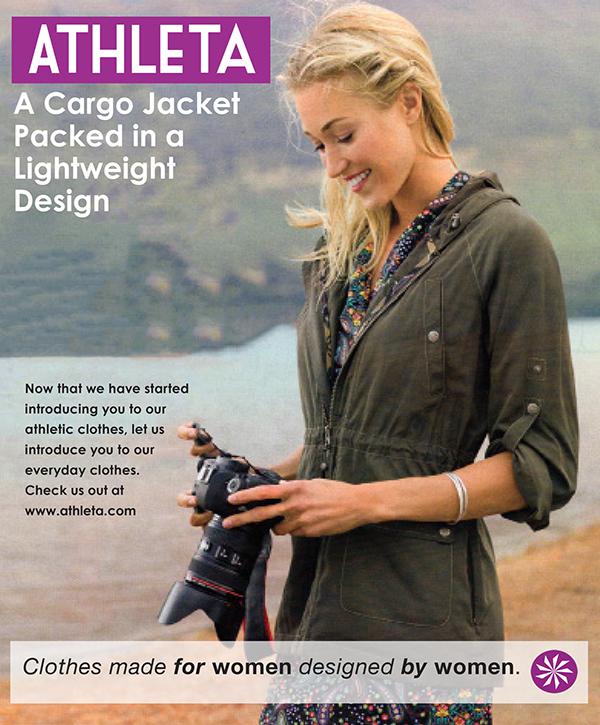 ATHLETA
A Cargo Jacket
Packed in a
Lightweight
Design
Now that we have started
introducing you to our
athletic clothes, let us
introduce you to our
everyday clothes.
Check us out at
www.athleta.com
Clothes made for women designed by women.